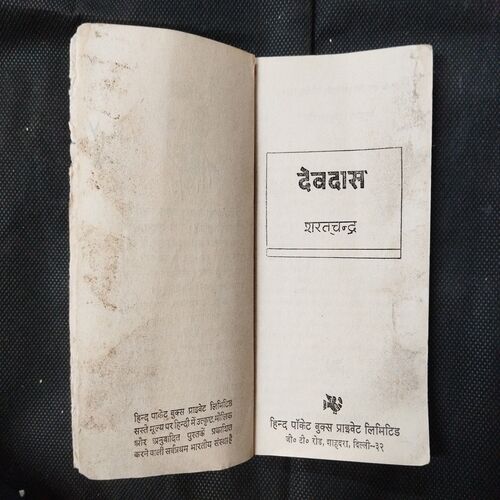 हिन्द पॉकेट बुक्स प्राइवेट लिमिटिड
सस्ते मूल्य पर हिन्दी में उत्कृष्ट मौलिक
और अनुवादित पुस्तकें प्रकाशित
करने वाली सर्वप्रथम भारतीय संस्था है
देवदास
शरत्चन्द्र
हिन्द पॉकेट बुक्स प्राइवेट लिमिटिड
जी० टी० रोड, शाहदरा, दिल्ली-३२